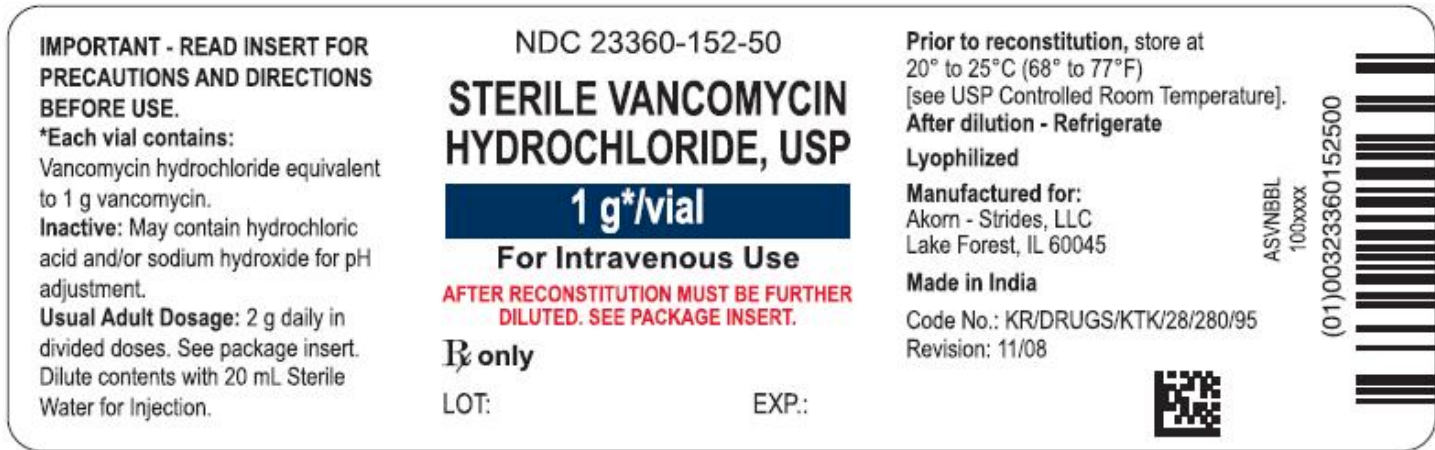 IMPORTANT - READ INSERT FOR
PRECAUTIONS AND DIRECTIONS
BEFORE USE.
*Each vial contains:
Vancomycin hydrochloride equivalent
to 1 g vancomycin.
Inactive: May contain hydrochloric
acid and/or sodium hydroxide for pH
adjustment.
Usual Adult Dosage: 2 g daily in
divided doses. See package insert.
Dilute contents with 20 mL Sterile
Water for Injection.
NDC 23360-152-50
STERILE VANCOMYCIN
HYDROCHLORIDE, USP
1 g*/vial
For Intravenous Use
AFTER RECONSTITUTION MUST BE FURTHER
DILUTED. SEE PACKAGE INSERT.
℞ only
LOT: EXP.:
Prior to reconstitution, store at
20° to 25°C (68° to 77°F)
[see USP Controlled Room Temperature].
After dilution - Refrigerate
Lyophilized
Manufactured for:
Akorn - Strides, LLC
Lake Forest, IL 60045
Made in India
Code No.: KR/DRUGS/KTK/28/280/95
Revision: 11/08
ASVNBBL
100xxxx
(01)00323360152500